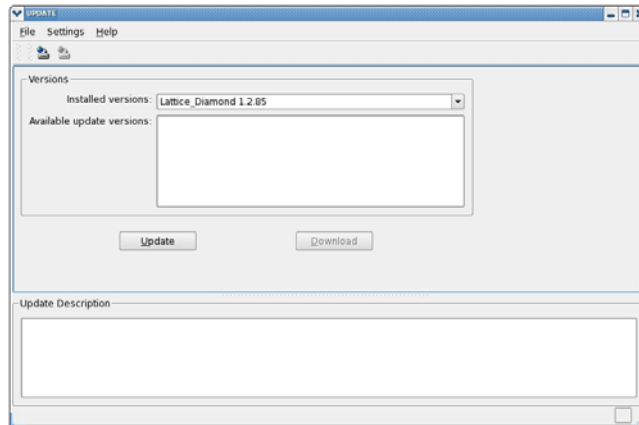 UPDATE
File Settings Help
Versions
Installed versions: Lattice_Diamond 1.2.85
Available update versions:
Update Download
Update Description